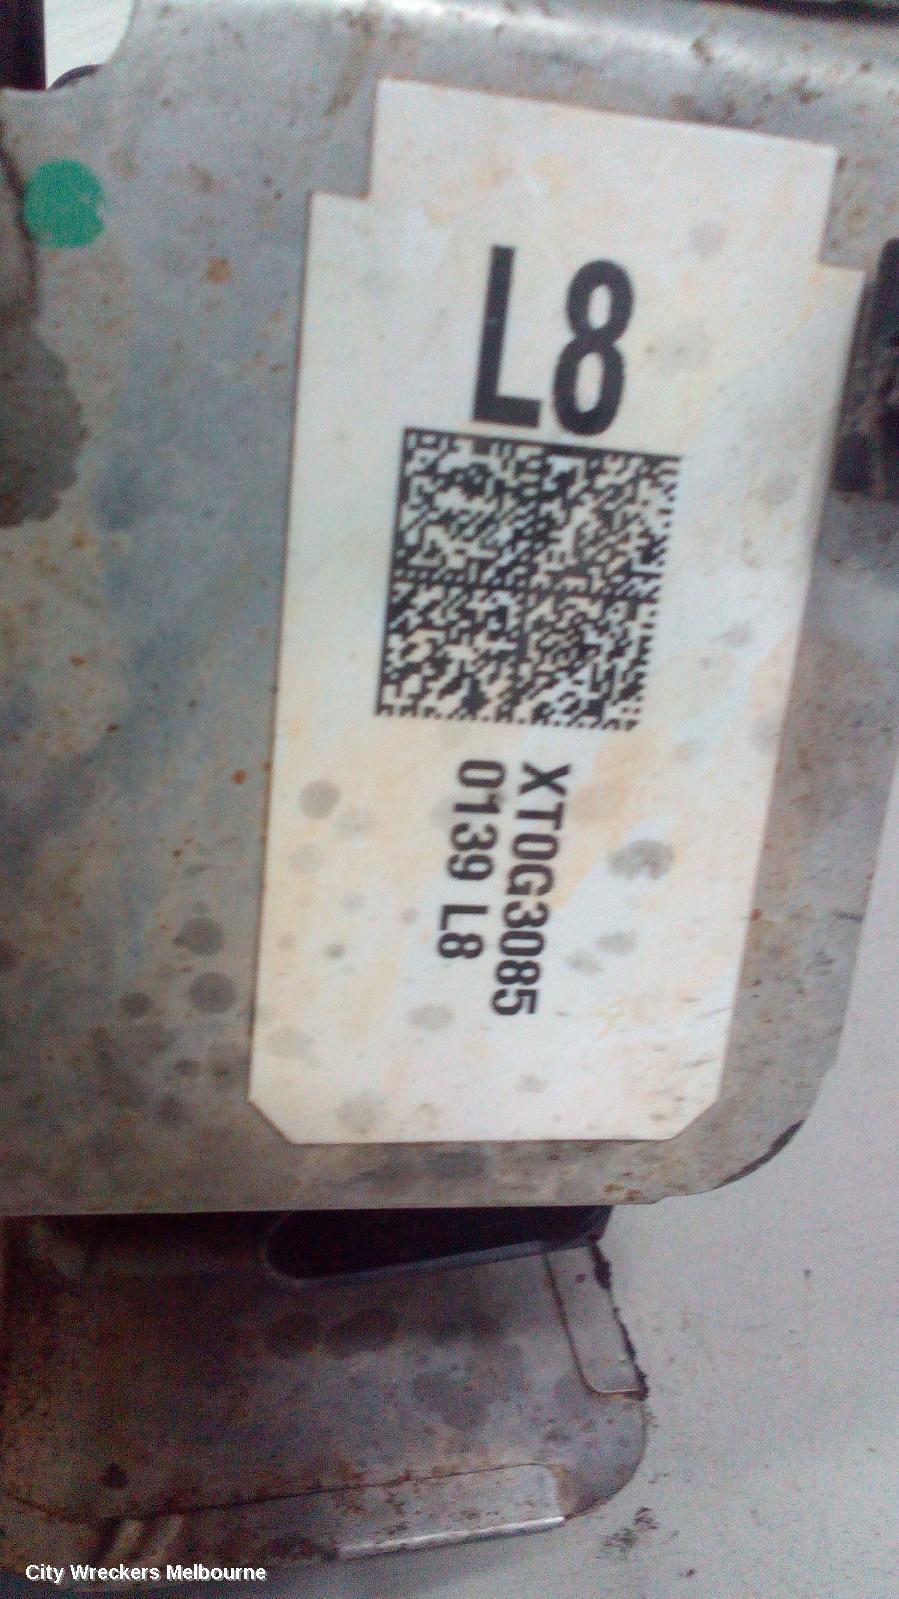 L8
XT0G3085
0139 L8
City Wreckers Melbourne